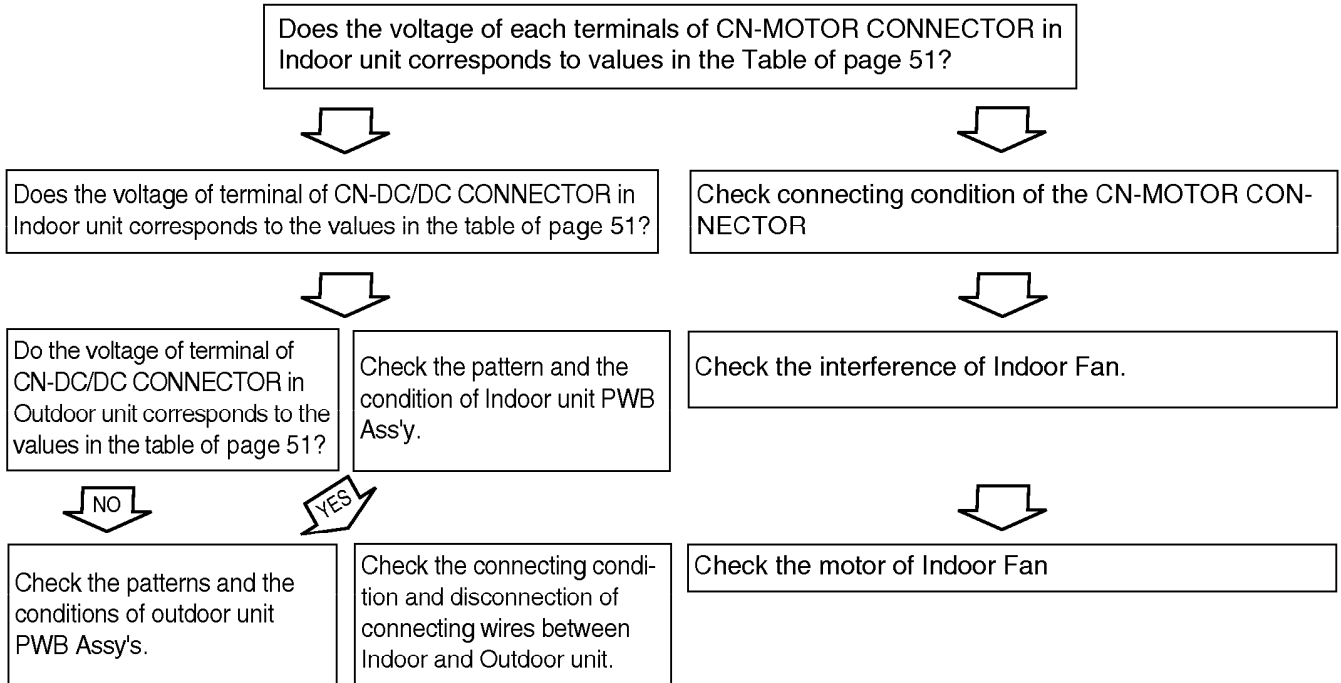 Does the voltage of each terminals of CN-MOTOR CONNECTOR in
Indoor unit corresponds to values in the Table of page 51?
Does the voltage of terminal of CN-DC/DC CONNECTOR in
Indoor unit corresponds to the values in the table of page 51?
Check connecting condition of the CN-MOTOR CON-
NECTOR
Do the voltage of terminal of
CN-DC/DC CONNECTOR in
Outdoor unit corresponds to the
values in the table of page 51?
Check the pattern and the
condition of Indoor unit PWB
Ass'y.
Check the interference of Indoor Fan.
NO
YES
Check the patterns and the
conditions of outdoor unit
PWB Assy's.
Check the connecting condi-
tion and disconnection of
connecting wires between
Indoor and Outdoor unit.
Check the motor of Indoor Fan